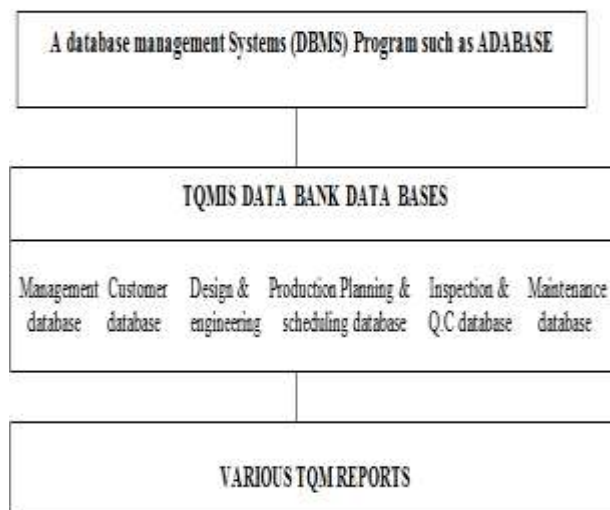 A database management Systems (DBMS) Program such as ADABASE
TQMIS DATA BANK DATA BASES
Management database
Customer database
Design & engineering
Production Planning & scheduling database
Inspection & Q.C database
Maintenance database
VARIOUS TQM REPORTS